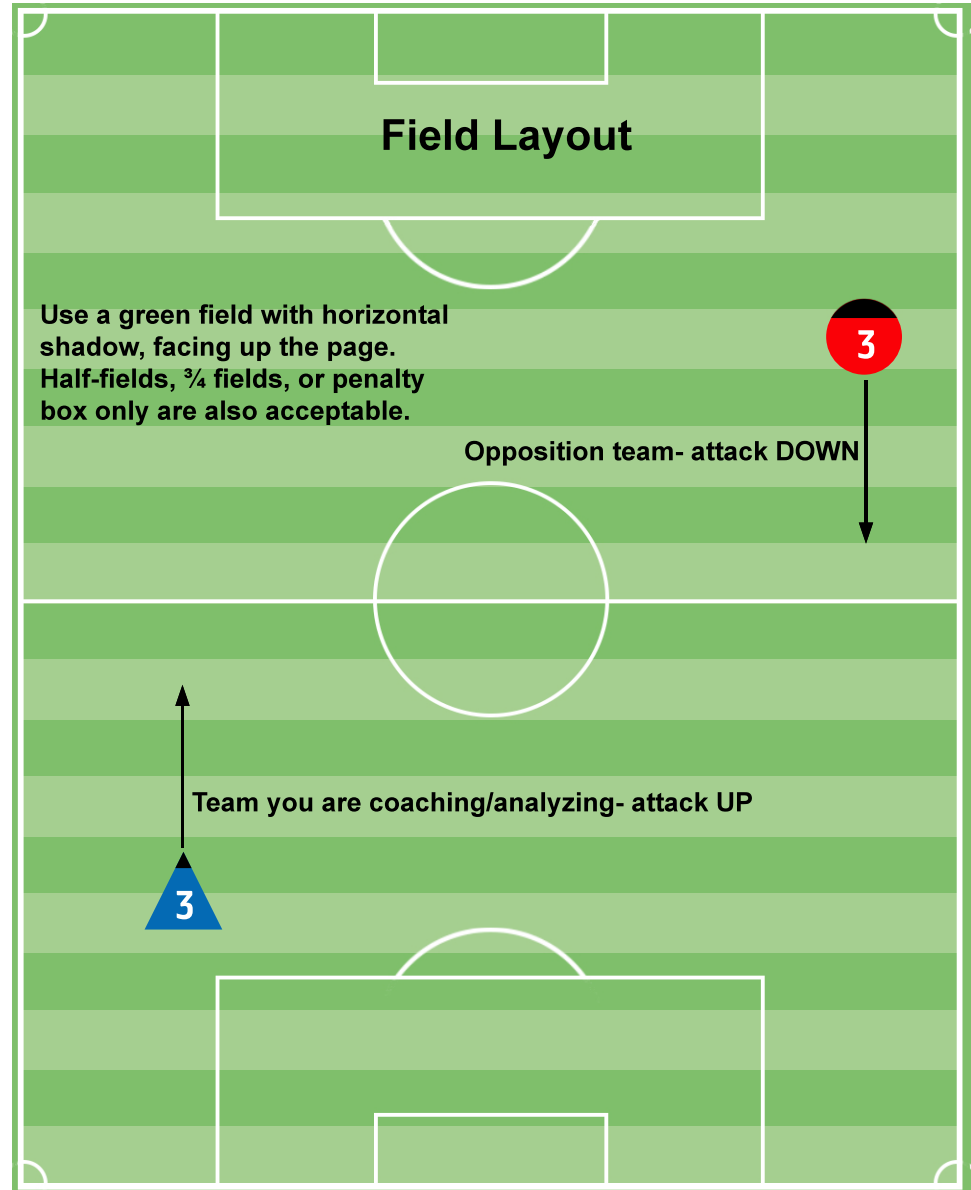 Field Layout
Use a green field with horizontal
shadow, facing up the page.
Half-fields, ¾ fields, or penalty
box only are also acceptable.
3
Opposition team- attack DOWN
Team you are coaching/analyzing- attack UP
3